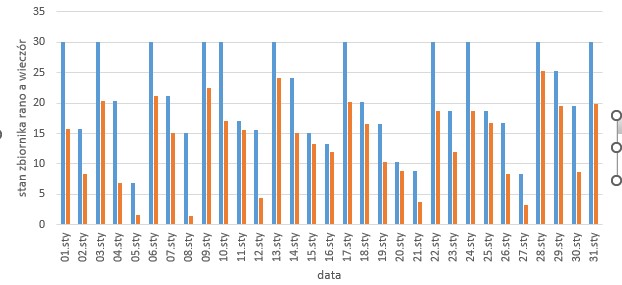 35
30
25
20
15
10
5
0
stan zbiornika rano a wieczór
01.sty
02.sty
03.sty
04.sty
05.sty
06.sty
07.sty
08.sty
09.sty
10.sty
11.sty
12.sty
13.sty
14.sty
15.sty
16.sty
17.sty
18.sty
19.sty
20.sty
21.sty
22.sty
23.sty
24.sty
25.sty
26.sty
27.sty
28.sty
29.sty
30.sty
31.sty
data